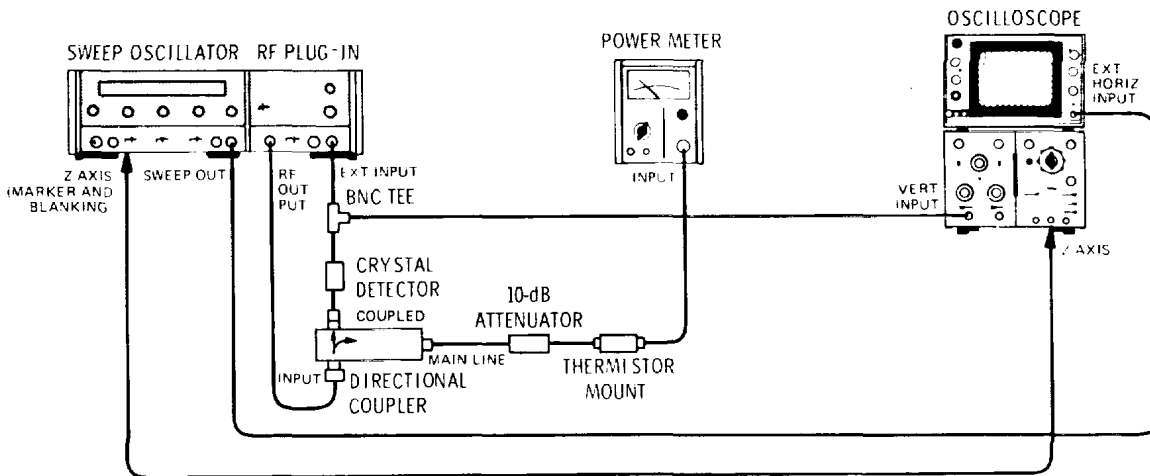 OSCILLOSCOPE
SWEEP OSCILLATOR
RF PLUG-IN
POWER METER
EXT
HORIZ
INPUT
Z AXIS
(MARKER AND
BLANKING
SWEEP OUT
RF
OUT
PUT
EXT INPUT
BNC TEE
INPUT
VERT
INPUT
Z AXIS
CRYSTAL
DETECTOR
COUPLED
10-dB
ATTENUATOR
MAIN LINE
THERMISTOR
MOUNT
INPUT
DIRECTIONAL
COUPLER